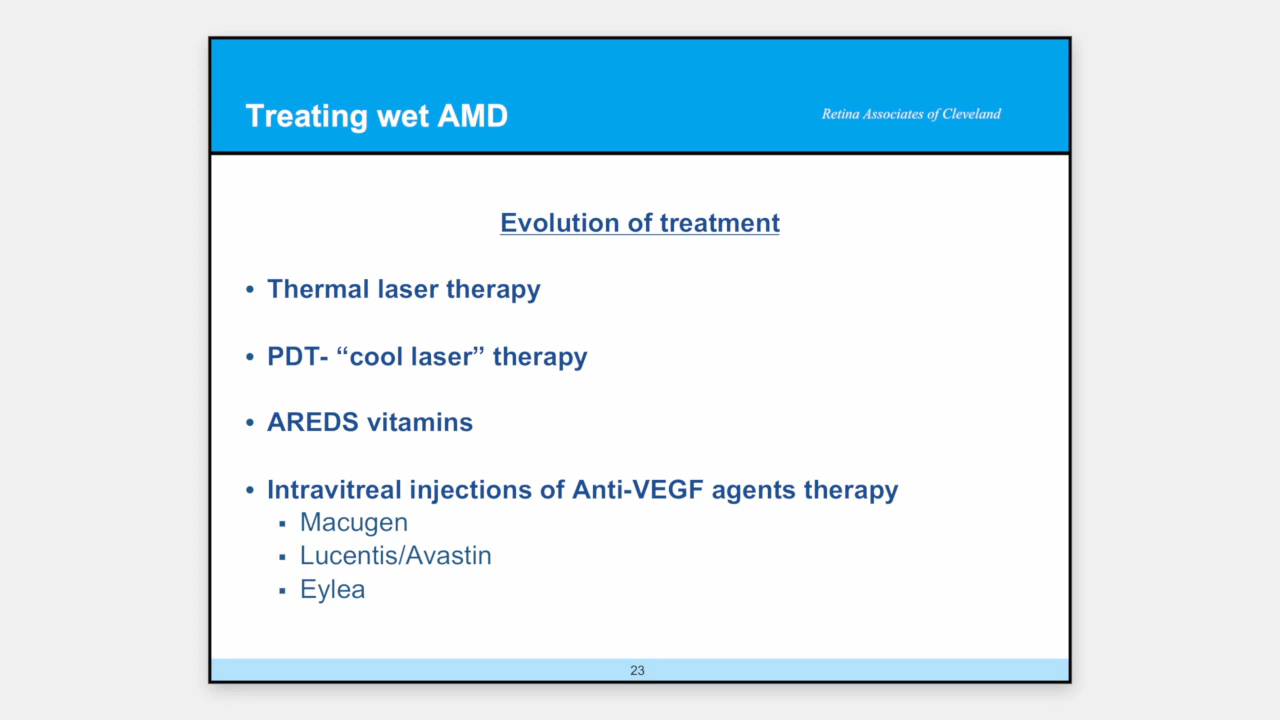 Treating wet AMD
Retina Associates of Cleveland
Evolution of treatment
• Thermal laser therapy
• PDT- “cool laser” therapy
• AREDS vitamins
• Intravitreal injections of Anti-VEGF agents therapy
▪ Macugen
▪ Lucentis/Avastin
▪ Eylea
23